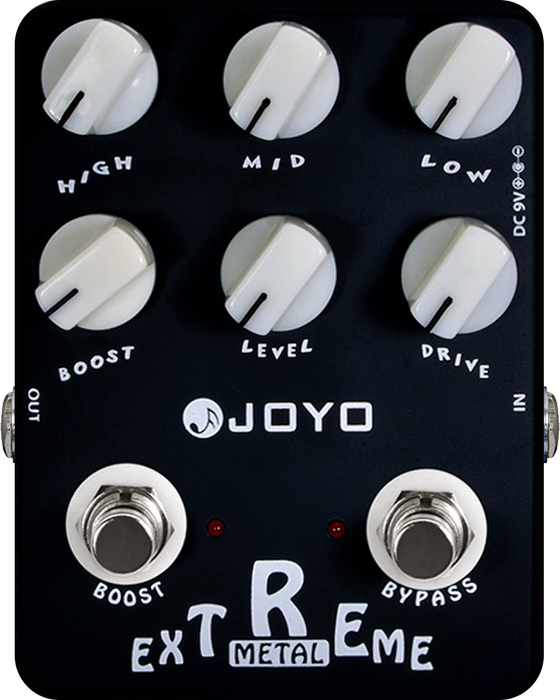 HIGH MID LOW
DC 9V
BOOST LEVEL DRIVE
OUT IN
JOYO
BOOST BYPASS
EXTREME
METAL